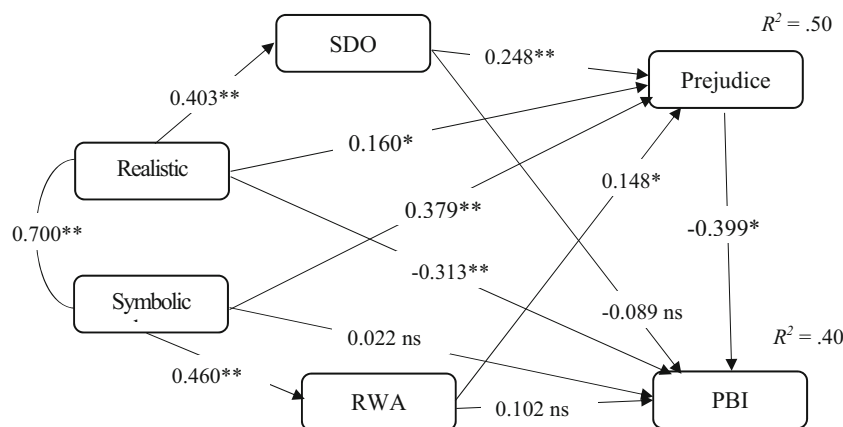 R² = .50
SDO
0.248**
Prejudice
0.403**
0.160*
Realistic
0.148*
0.379**
0.700**
-0.399*
-0.313**
Symbolic
-0.089 ns
0.022 ns
R² = .40
0.460**
RWA
0.102 ns
PBI